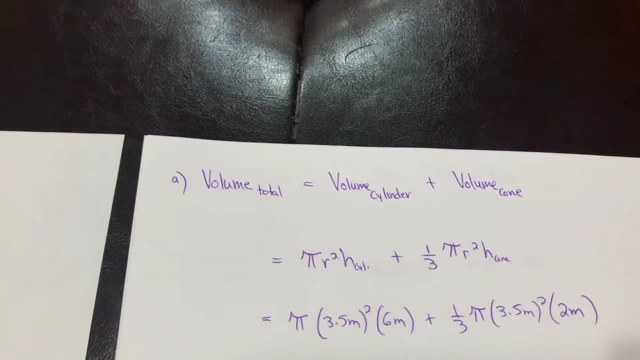 a) Volume total = Volume cylinder + Volume cone
= πr²h cyl. + 1/3 πr²h cone
= π(3.5m)²(6m) + 1/3 π(3.5m)²(2m)